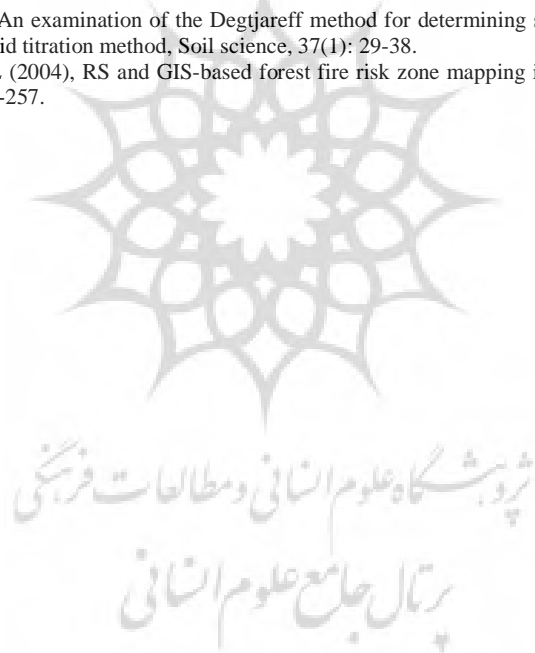 An examination of the Degtjareff method for determining
id titration method, Soil science, 37(1): 29-38.
(2004), RS and GIS-based forest fire risk zone mapping
-257.
پژوهشگاه علوم انسانی و مطالعات فرهنگی
پرتال جامع علوم انسانی